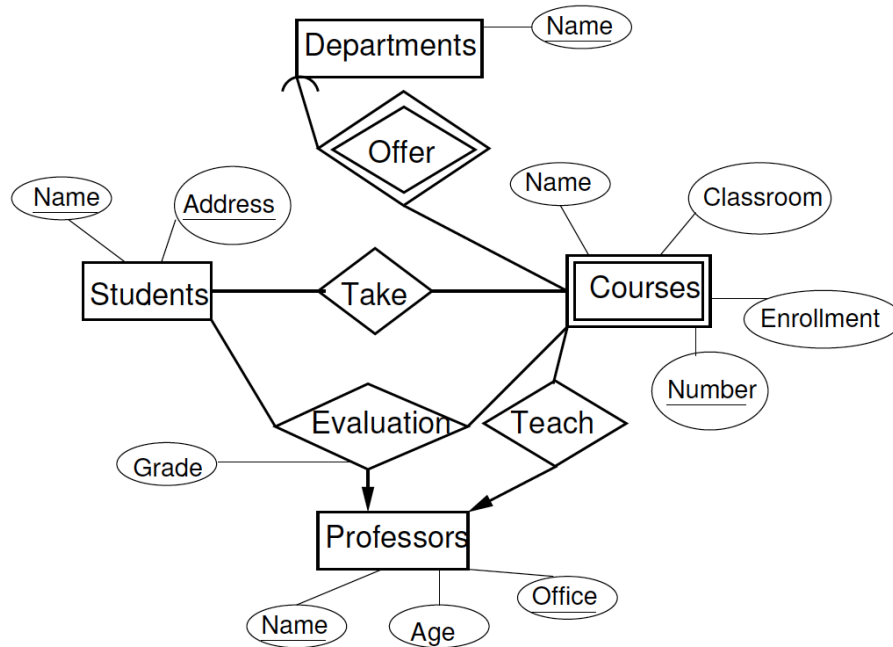 Departments
Name
Offer
Name
Classroom
Name
Address
Students
Take
Courses
Enrollment
Number
Evaluation
Teach
Grade
Professors
Name
Age
Office